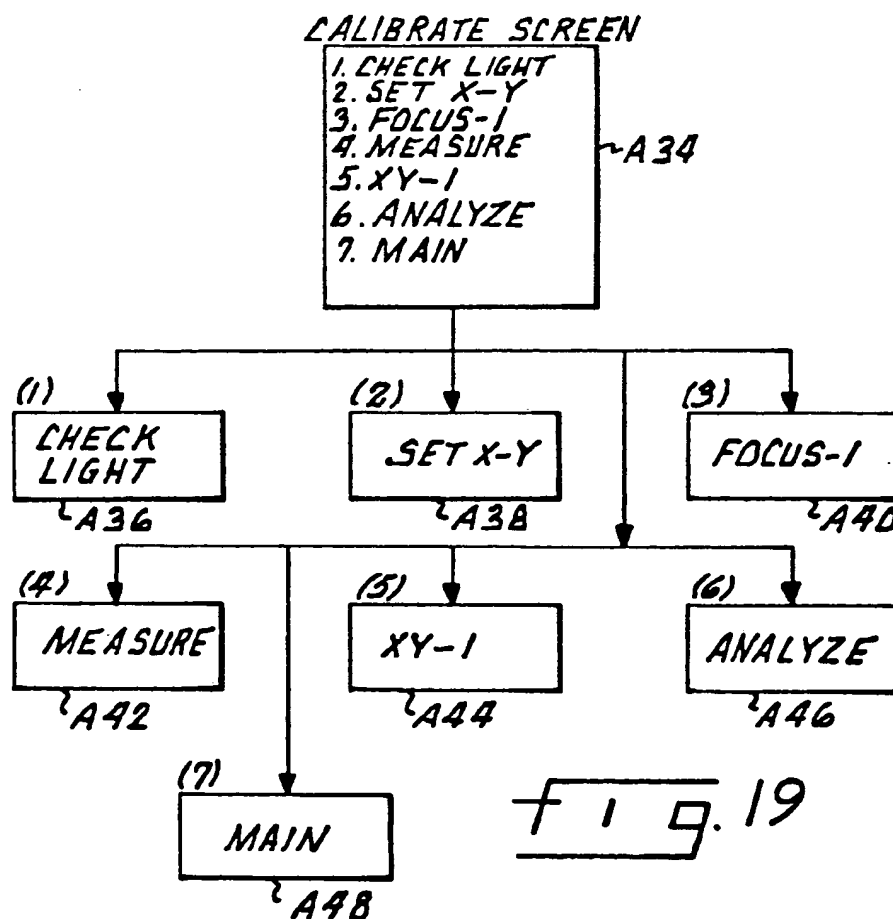 CALIBRATE SCREEN
1. CHECK LIGHT
2. SET X-Y
3. FOCUS-1
4. MEASURE
5. XY-1
6. ANALYZE
7. MAIN
A34
(1)
CHECK
LIGHT
A36
(2)
SET X-Y
A38
(3)
FOCUS-1
A40
(4)
MEASURE
A42
(5)
XY-1
A44
(6)
ANALYZE
A46
(7)
MAIN
A48
fig. 19